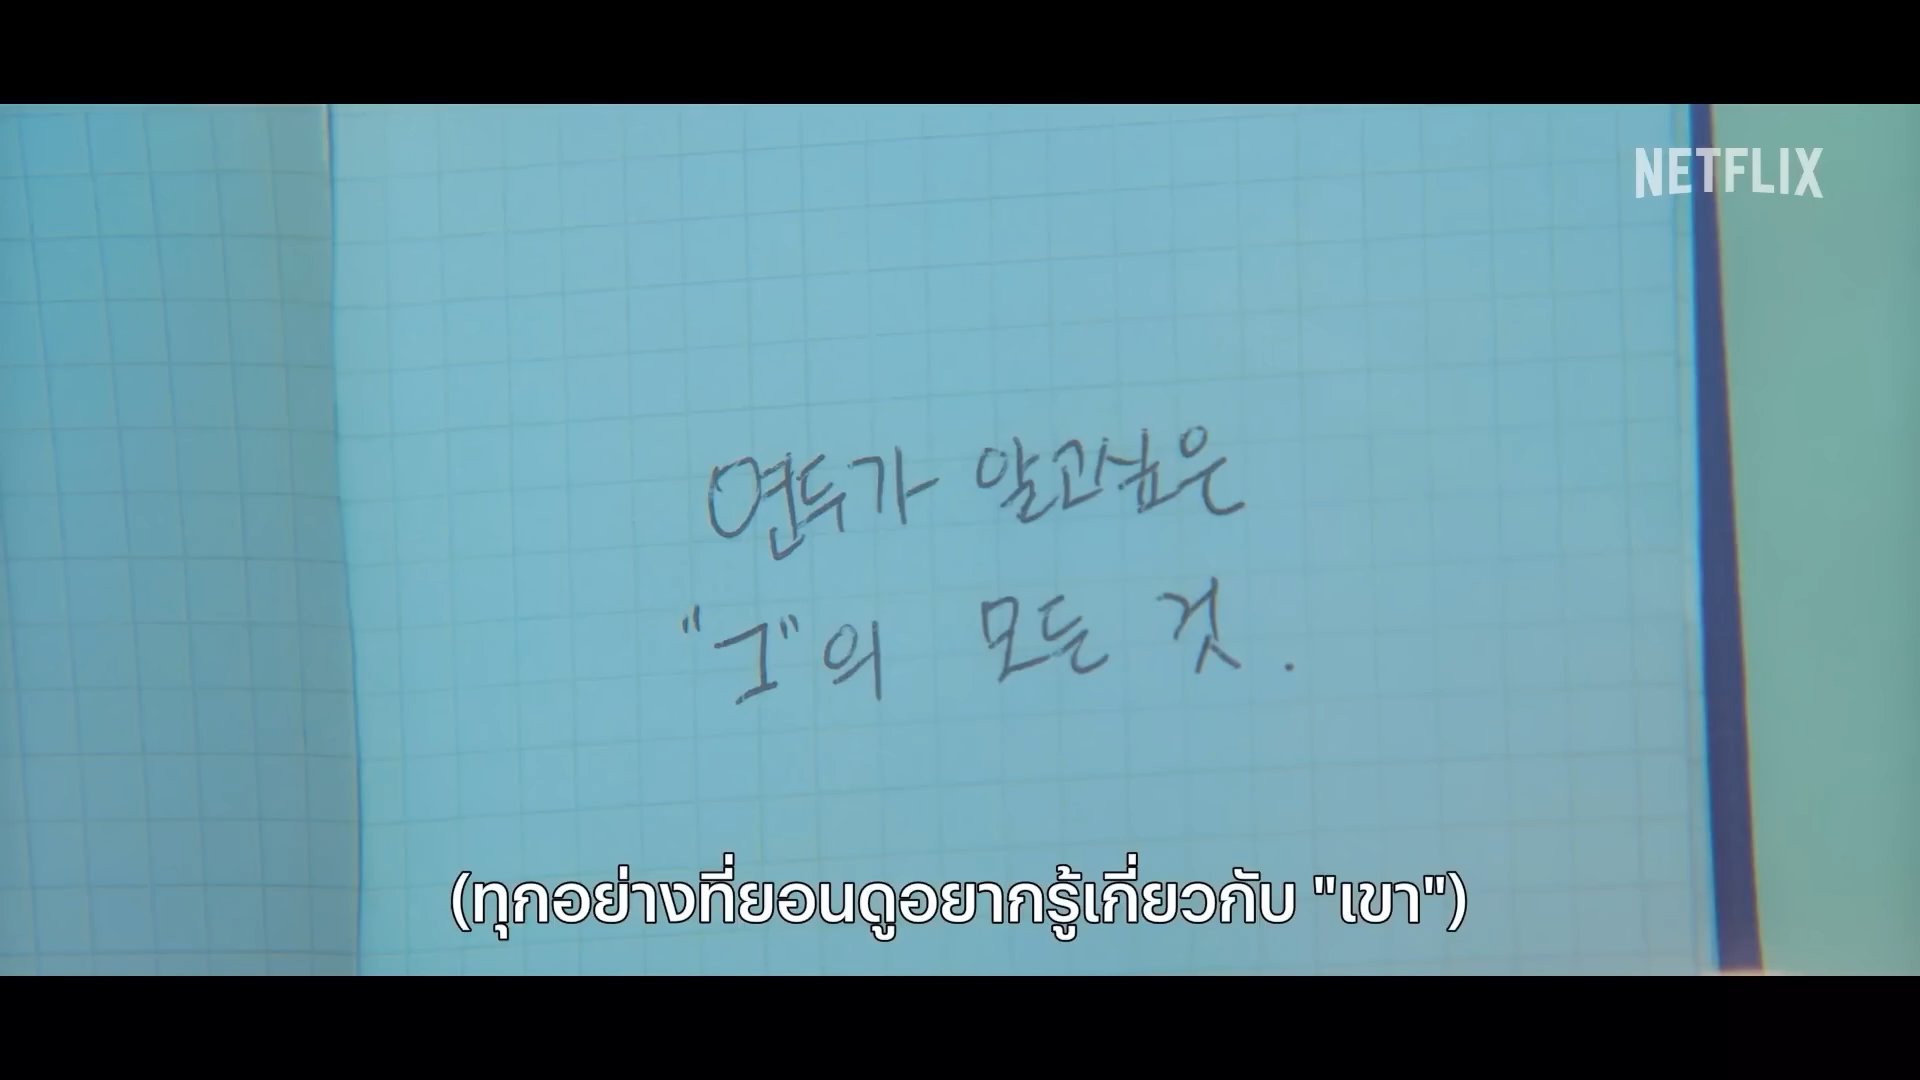 NETFLIX
연두가 알고싶은
"그"의 모든 것.
(ทุกอย่างที่ยอนดูอยากรู้เกี่ยวกับ "เขา")